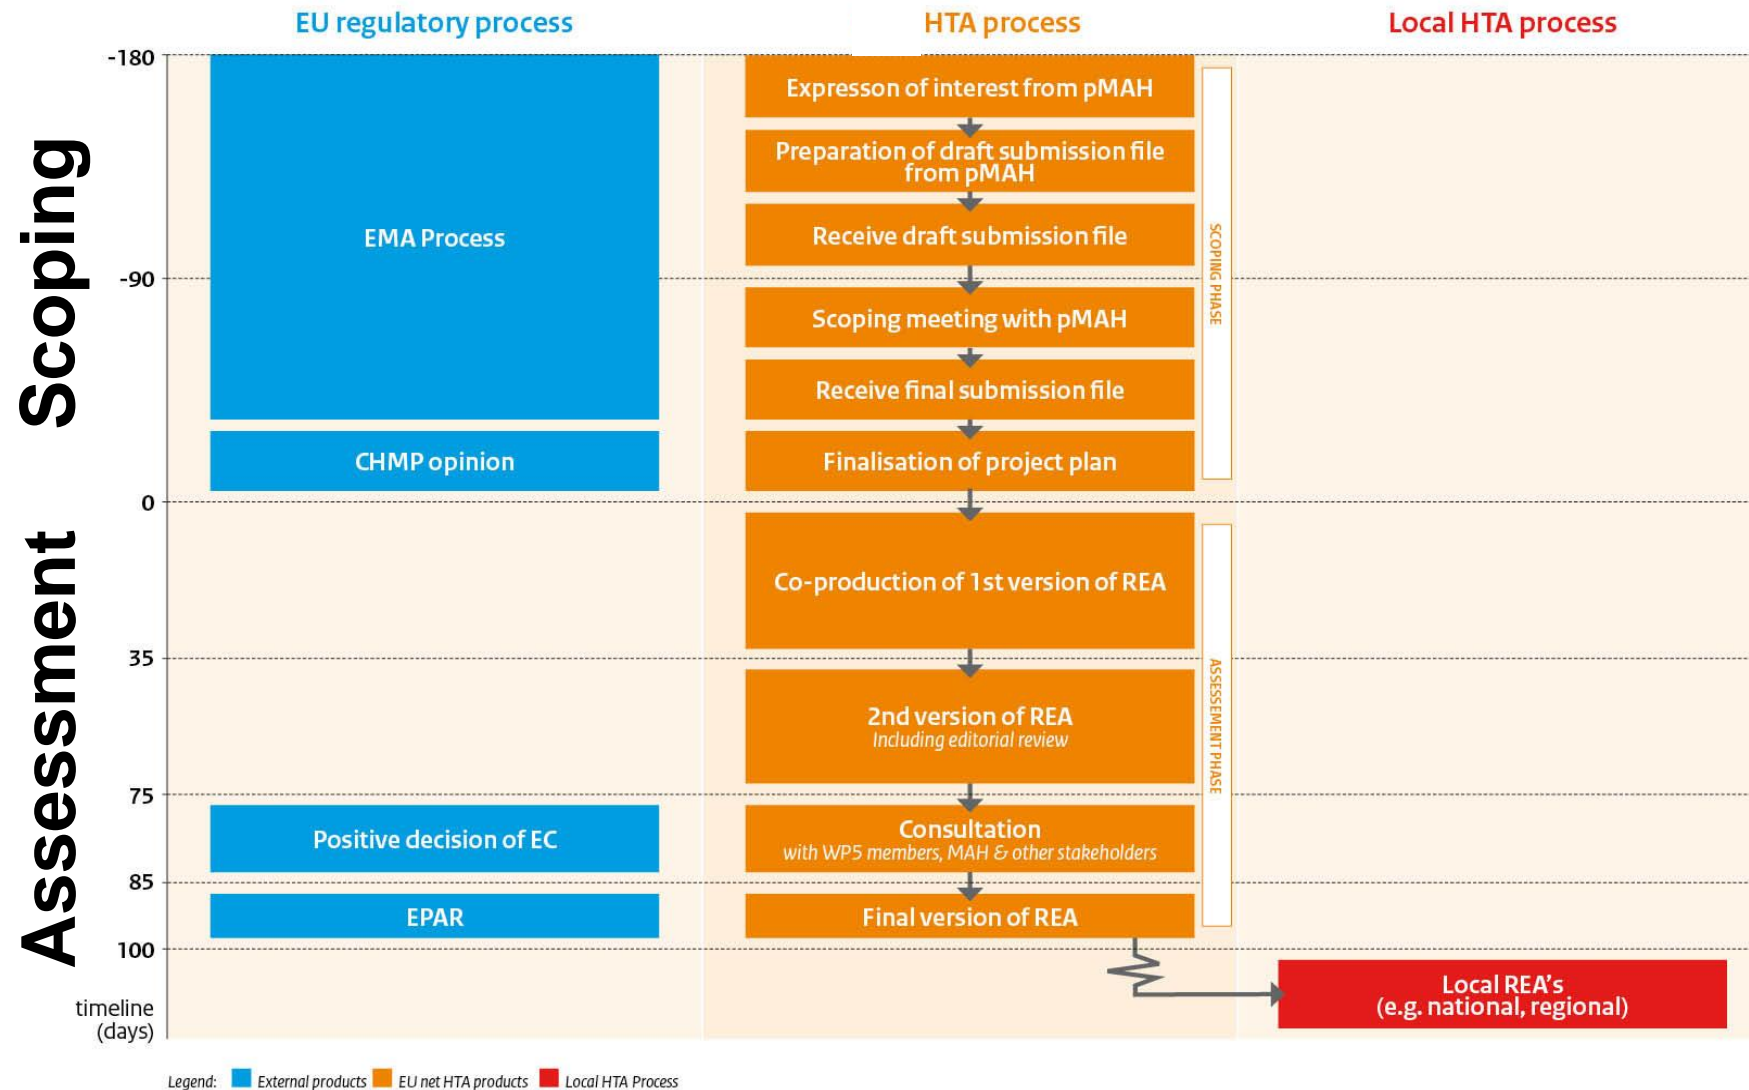 EU regulatory process
HTA process
Local HTA process
Scoping
Assessment
-180
-90
0
35
75
85
100
timeline
(days)
EMA Process
CHMP opinion
Positive decision of EC
EPAR
Expresson of interest from pMAH
Preparation of draft submission file
from pMAH
Receive draft submission file
Scoping meeting with pMAH
Receive final submission file
Finalisation of project plan
SCOPING PHASE
Co-production of 1st version of REA
2nd version of REA
Including editorial review
Consultation
with WP5 members, MAH & other stakeholders
Final version of REA
ASSESSEMENT PHASE
Local REA’s
(e.g. national, regional)
Legend: External products EU net HTA products Local HTA Process